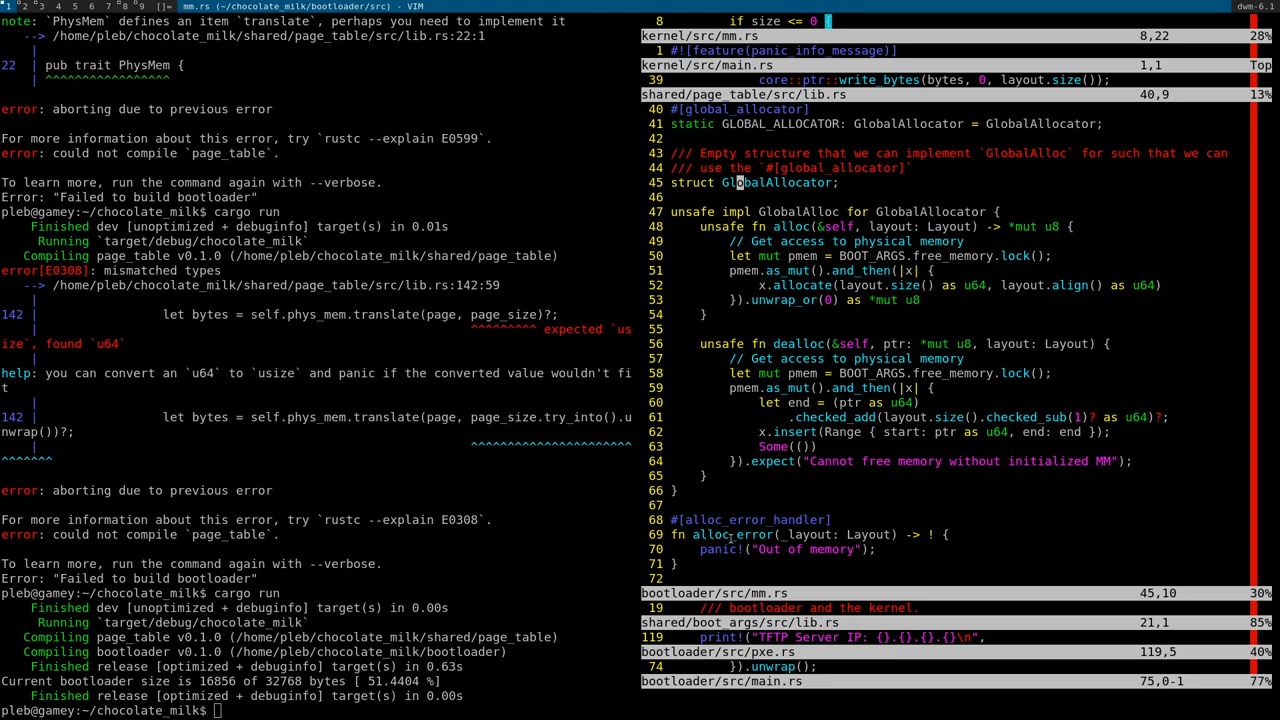 1 2 3 4 5 6 7 8 9 []= mm.rs (~/chocolate_milk/bootloader/src) - VIM dwm-6.1
note: `PhysMem` defines an item `translate`, perhaps you need to implement it
--> /home/pleb/chocolate_milk/shared/page_table/src/lib.rs:22:1
|
22 | pub trait PhysMem {
| ^^^^^^^^^^^^^^^^^
error: aborting due to previous error
For more information about this error, try `rustc --explain E0599`.
error: could not compile `page_table`.
To learn more, run the command again with --verbose.
Error: "Failed to build bootloader"
pleb@gamey:~/chocolate_milk$ cargo run
Finished dev [unoptimized + debuginfo] target(s) in 0.01s
Running `target/debug/chocolate_milk`
Compiling page_table v0.1.0 (/home/pleb/chocolate_milk/shared/page_table)
error[E0308]: mismatched types
--> /home/pleb/chocolate_milk/shared/page_table/src/lib.rs:142:59
|
142 | let bytes = self.phys_mem.translate(page, page_size)?;
| ^^^^^^^^^ expected `us
ize`, found `u64`
|
help: you can convert an `u64` to `usize` and panic if the converted value wouldn't fi
t
|
142 | let bytes = self.phys_mem.translate(page, page_size.try_into().u
nwrap())?;
| ^^^^^^^^^^^^^^^^^^^^^^
^^^^^^^
error: aborting due to previous error
For more information about this error, try `rustc --explain E0308`.
error: could not compile `page_table`.
To learn more, run the command again with --verbose.
Error: "Failed to build bootloader"
pleb@gamey:~/chocolate_milk$ cargo run
Finished dev [unoptimized + debuginfo] target(s) in 0.00s
Running `target/debug/chocolate_milk`
Compiling page_table v0.1.0 (/home/pleb/chocolate_milk/shared/page_table)
Compiling bootloader v0.1.0 (/home/pleb/chocolate_milk/bootloader)
Finished release [optimized + debuginfo] target(s) in 0.63s
Current bootloader size is 16856 of 32768 bytes [ 51.4404 %]
Finished release [optimized + debuginfo] target(s) in 0.00s
pleb@gamey:~/chocolate_milk$
8 if size <= 0 {
kernel/src/mm.rs 8,22 28%
1 #![feature(panic_info_message)]
kernel/src/main.rs 1,1 Top
39 core::ptr::write_bytes(bytes, 0, layout.size());
shared/page_table/src/lib.rs 40,9 13%
40 #[global_allocator]
41 static GLOBAL_ALLOCATOR: GlobalAllocator = GlobalAllocator;
42
43 /// Empty structure that we can implement `GlobalAlloc` for such that we can
44 /// use the `#[global_allocator]`
45 struct GlobalAllocator;
46
47 unsafe impl GlobalAlloc for GlobalAllocator {
48 unsafe fn alloc(&self, layout: Layout) -> *mut u8 {
49 // Get access to physical memory
50 let mut pmem = BOOT_ARGS.free_memory.lock();
51 pmem.as_mut().and_then(|x| {
52 x.allocate(layout.size() as u64, layout.align() as u64)
53 }).unwrap_or(0) as *mut u8
54 }
55
56 unsafe fn dealloc(&self, ptr: *mut u8, layout: Layout) {
57 // Get access to physical memory
58 let mut pmem = BOOT_ARGS.free_memory.lock();
59 pmem.as_mut().and_then(|x| {
60 let end = (ptr as u64)
61 .checked_add(layout.size().checked_sub(1)? as u64)?;
62 x.insert(Range { start: ptr as u64, end: end });
63 Some(())
64 }).expect("Cannot free memory without initialized MM");
65 }
66 }
67
68 #[alloc_error_handler]
69 fn alloc_error(_layout: Layout) -> ! {
70 panic!("Out of memory");
71 }
72
bootloader/src/mm.rs 45,10 30%
19 /// bootloader and the kernel.
shared/boot_args/src/lib.rs 21,1 85%
119 print!("TFTP Server IP: {}.{}.{}.{}\n",
bootloader/src/pxe.rs 119,5 40%
74 }).unwrap();
bootloader/src/main.rs 75,0-1 77%